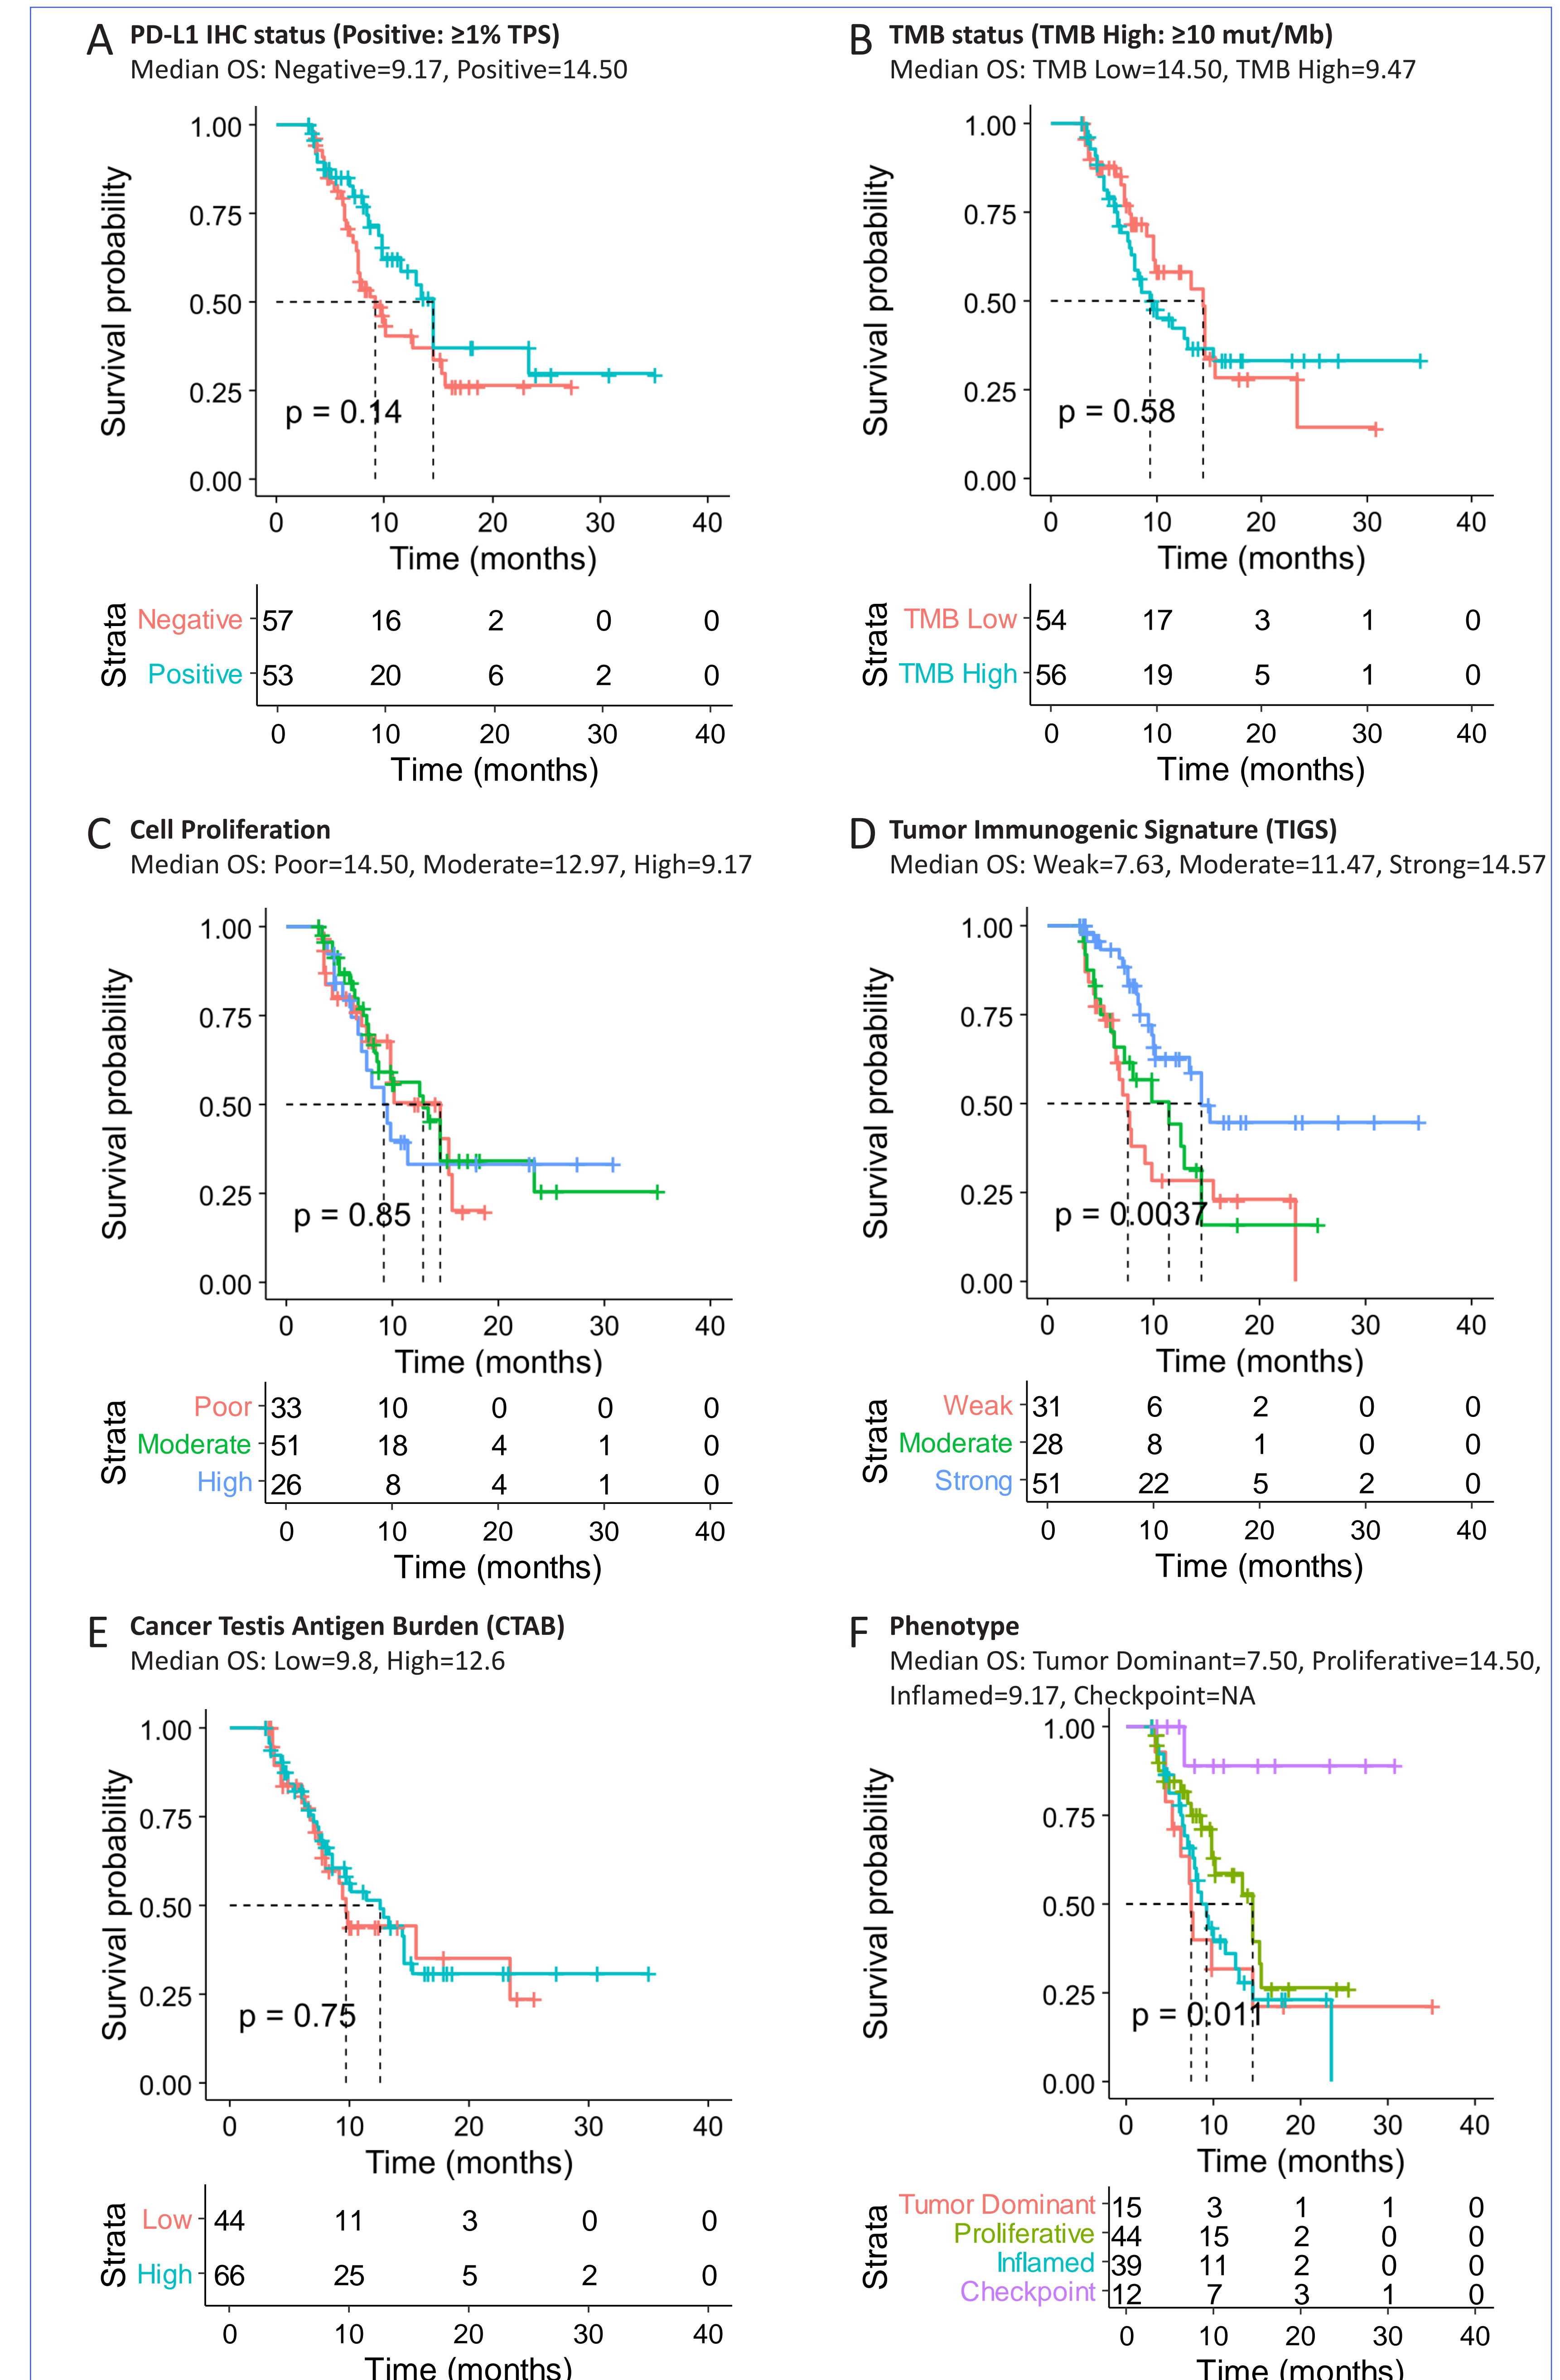 A PD-L1 IHC status (Positive: ≥1% TPS)
Median OS: Negative=9.17, Positive=14.50
1.00
0.75
0.50
0.25
0.00
Survival probability
p = 0.14
0 10 20 30 40
Time (months)
Strata
Negative 57 16 2 0 0
Positive 53 20 6 2 0
0 10 20 30 40
Time (months)
B TMB status (TMB High: ≥10 mut/Mb)
Median OS: TMB Low=14.50, TMB High=9.47
1.00
0.75
0.50
0.25
0.00
Survival probability
p = 0.58
0 10 20 30 40
Time (months)
Strata
TMB Low 54 17 3 1 0
TMB High 56 19 5 1 0
0 10 20 30 40
Time (months)
C Cell Proliferation
Median OS: Poor=14.50, Moderate=12.97, High=9.17
1.00
0.75
0.50
0.25
0.00
Survival probability
p = 0.85
0 10 20 30 40
Time (months)
Strata
Poor 33 10 0 0 0
Moderate 51 18 4 1 0
High 26 8 4 1 0
0 10 20 30 40
Time (months)
D Tumor Immunogenic Signature (TIGS)
Median OS: Weak=7.63, Moderate=11.47, Strong=14.57
1.00
0.75
0.50
0.25
0.00
Survival probability
p = 0.0037
0 10 20 30 40
Time (months)
Strata
Weak 31 6 2 0 0
Moderate 28 8 1 0 0
Strong 51 22 5 2 0
0 10 20 30 40
Time (months)
E Cancer Testis Antigen Burden (CTAB)
Median OS: Low=9.8, High=12.6
1.00
0.75
0.50
0.25
0.00
Survival probability
p = 0.75
0 10 20 30 40
Time (months)
Strata
Low 44 11 3 0 0
High 66 25 5 2 0
0 10 20 30 40
Time (months)
F Phenotype
Median OS: Tumor Dominant=7.50, Proliferative=14.50,
Inflamed=9.17, Checkpoint=NA
1.00
0.75
0.50
0.25
0.00
Survival probability
p = 0.011
0 10 20 30 40
Time (months)
Strata
Tumor Dominant 15 3 1 1 0
Proliferative 44 15 2 0 0
Inflamed 39 11 2 0 0
Checkpoint 12 7 3 1 0
0 10 20 30 40
Time (months)